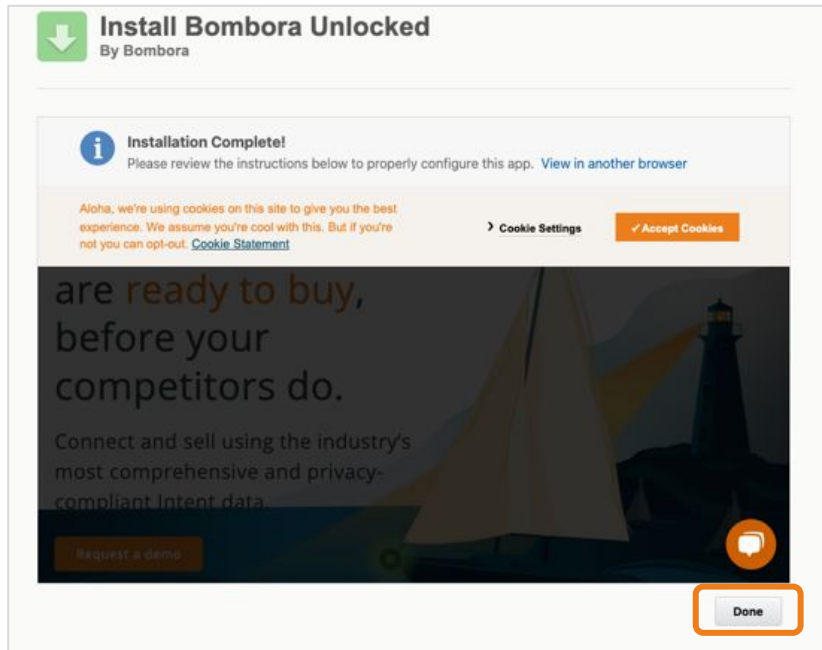 Install Bombora Unlocked
By Bombora
Installation Complete!
Please review the instructions below to properly configure this app. View in another browser
Aloha, we're using cookies on this site to give you the best
experience. We assume you're cool with this. But if you're
not you can opt-out. Cookie Statement
Cookie Settings
✓Accept Cookies
are ready to buy,
before your
competitors do.
Connect and sell using the industry's
most comprehensive and privacy-
compliant Intent data.
Request a demo
Done